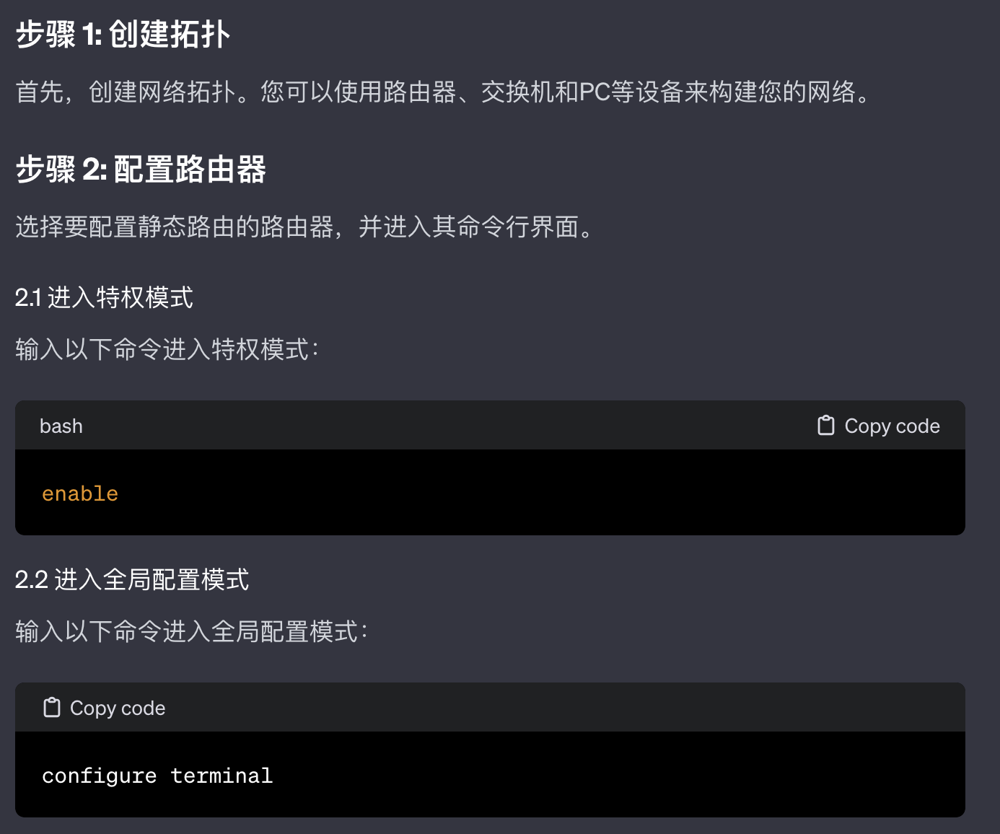 步骤 1: 创建拓扑
首先，创建网络拓扑。您可以使用路由器、交换机和PC等设备来构建您的网络。
步骤 2: 配置路由器
选择要配置静态路由的路由器，并进入其命令行界面。
2.1 进入特权模式
输入以下命令进入特权模式：
bash
Copy code
enable
2.2 进入全局配置模式
输入以下命令进入全局配置模式：
Copy code
configure terminal